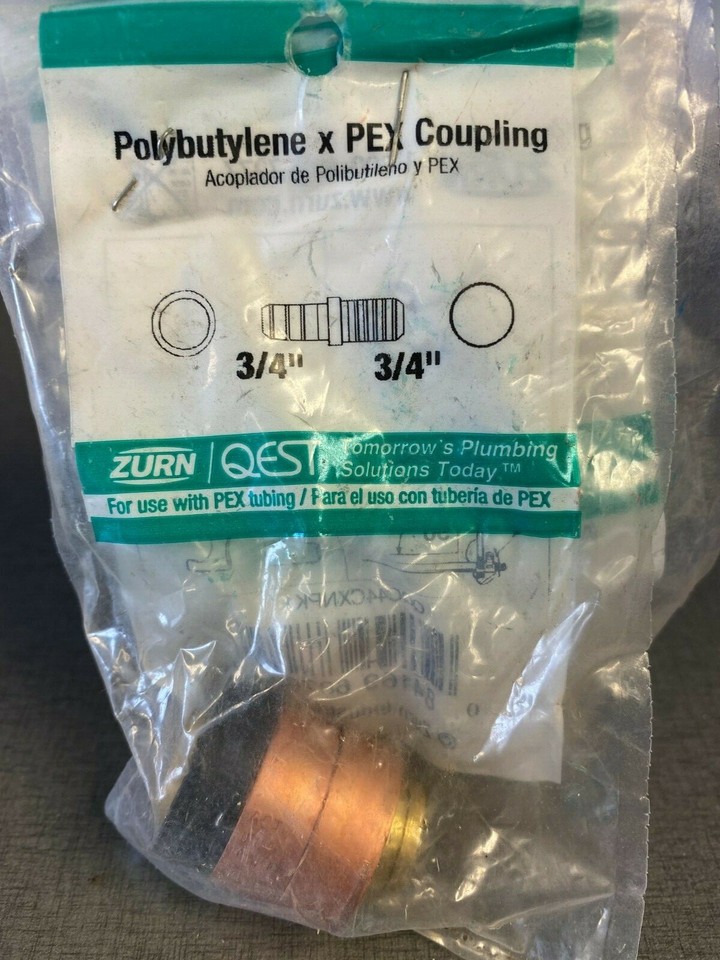 Polybutylene x PEX Coupling
Acoplador de Polibutileno y PEX
3/4" 3/4"
ZURN QEST Tomorrow's Plumbing
Solutions Today™
For use with PEX tubing / Para el uso con tubería de PEX